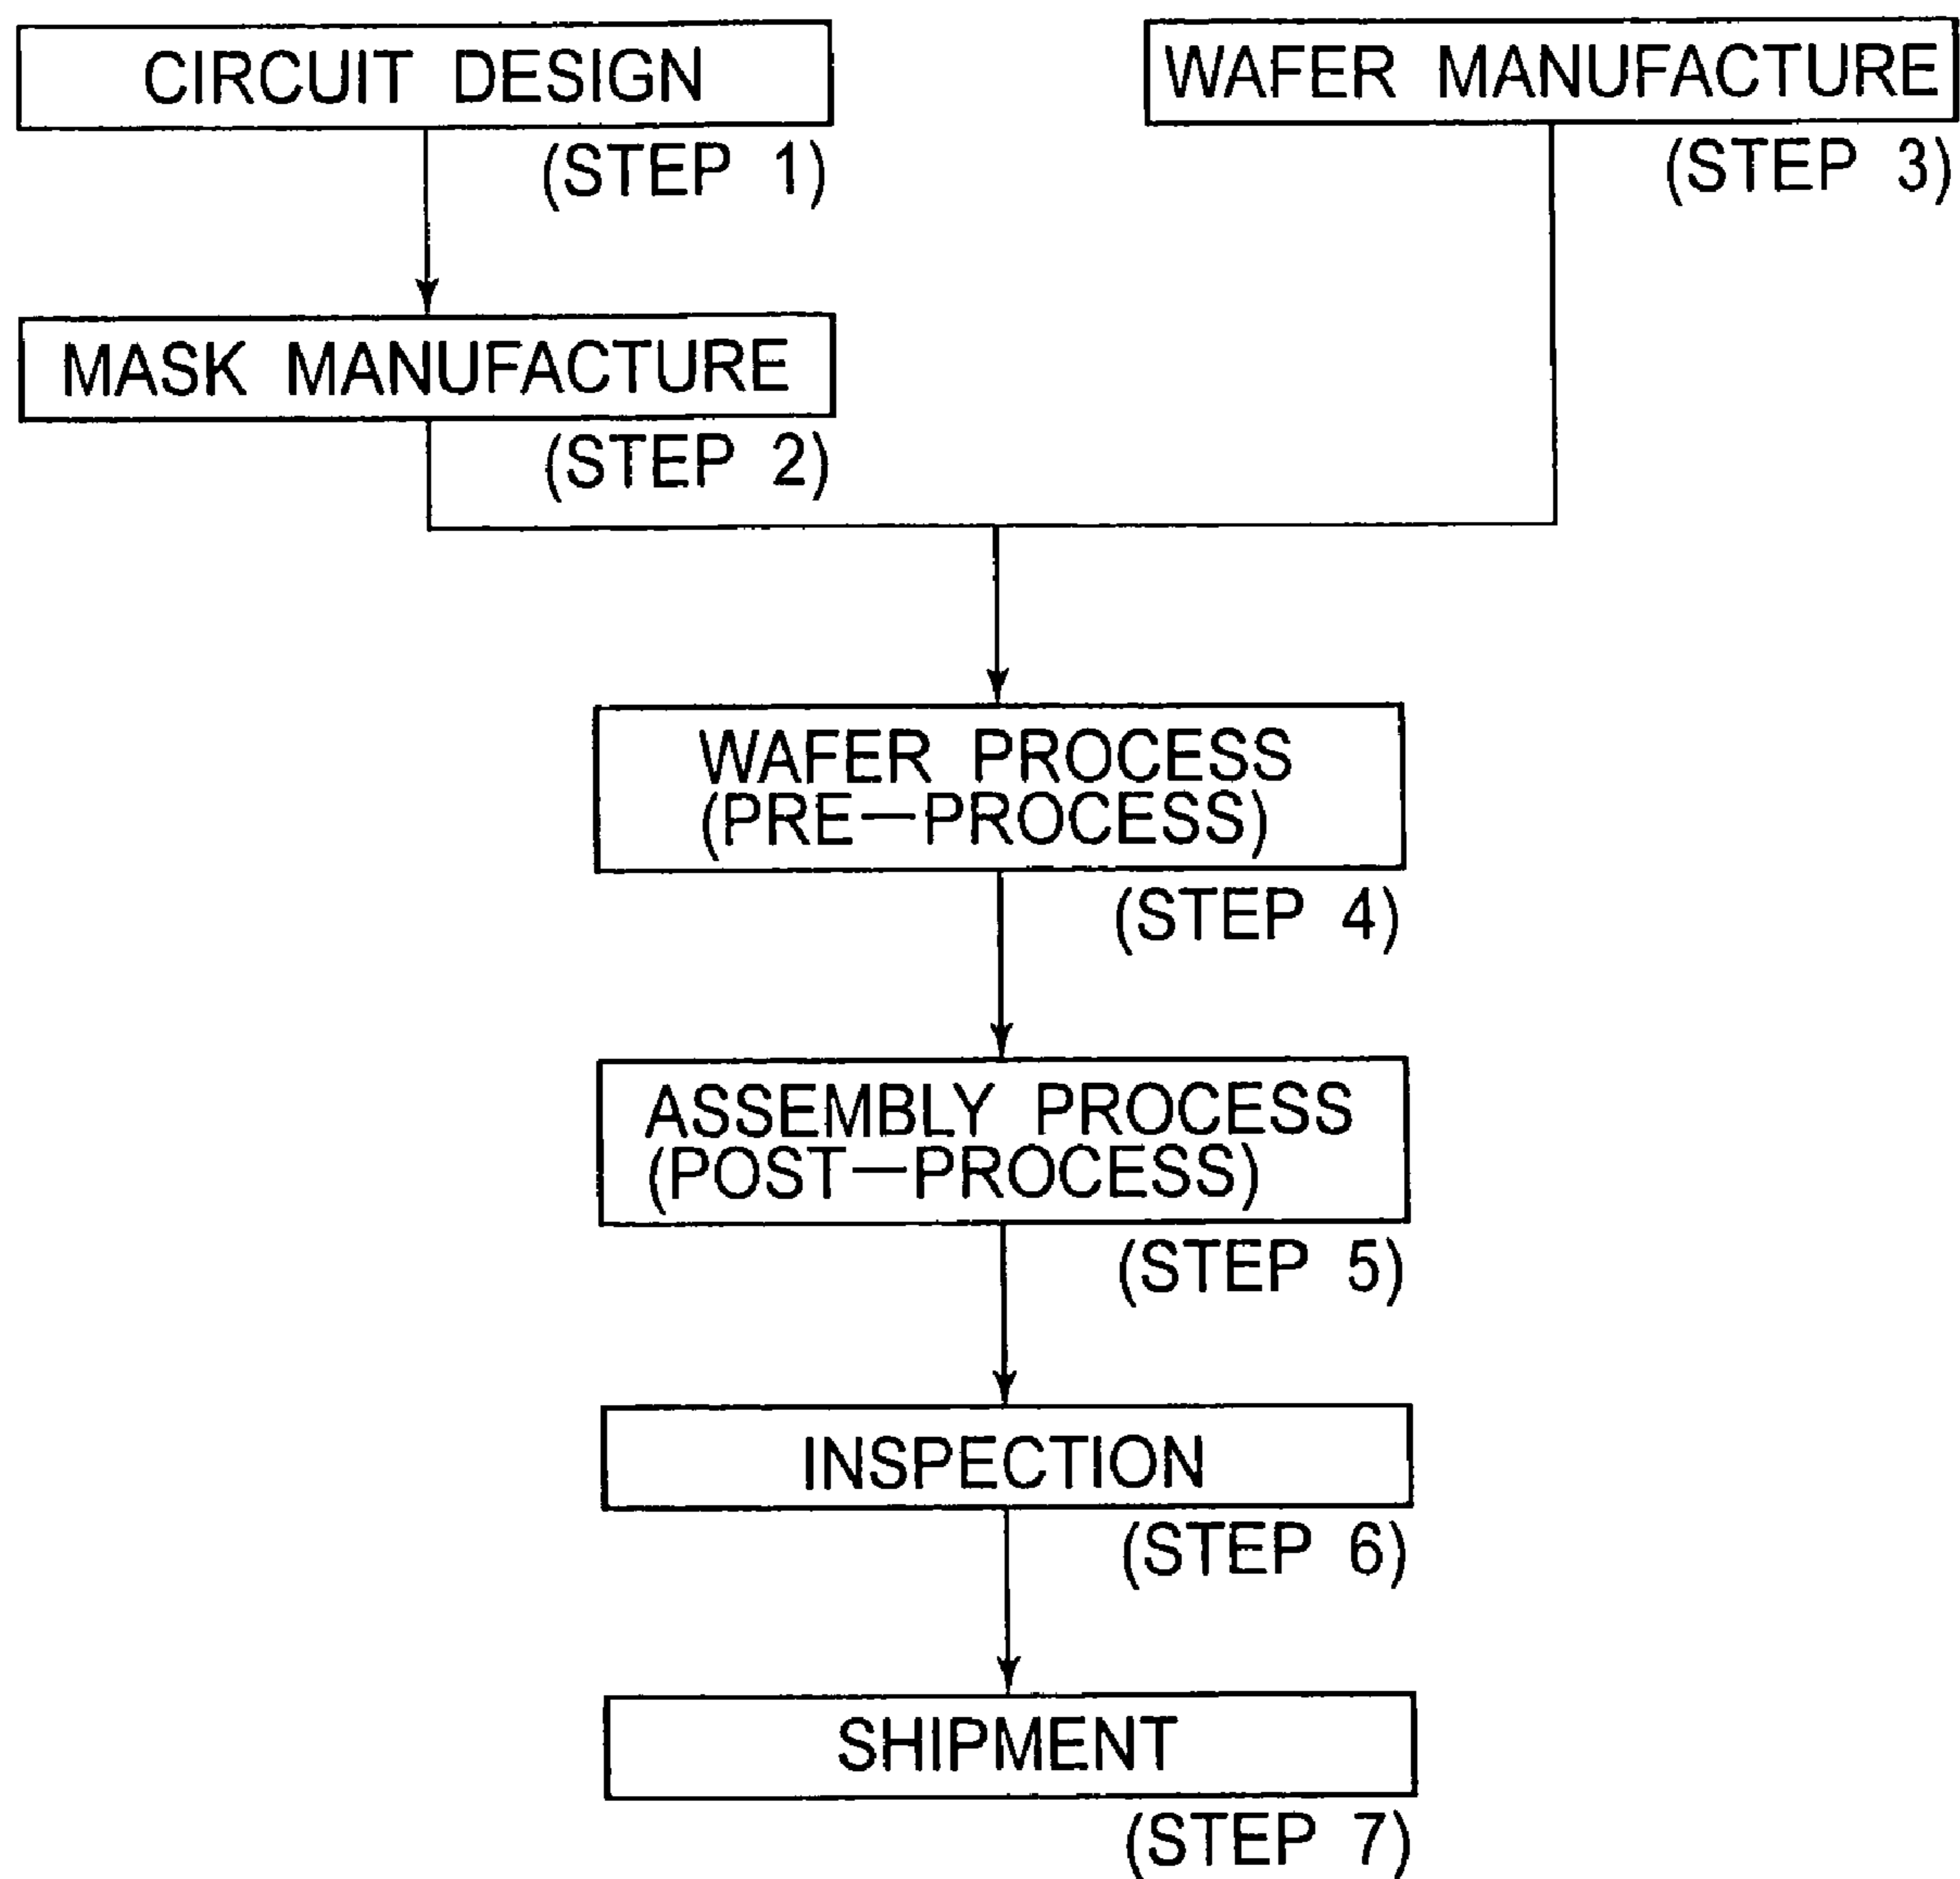 CIRCUIT DESIGN
(STEP 1)
WAFER MANUFACTURE
(STEP 3)
MASK MANUFACTURE
(STEP 2)
WAFER PROCESS
(PRE—PROCESS)
(STEP 4)
ASSEMBLY PROCESS
(POST—PROCESS)
(STEP 5)
INSPECTION
(STEP 6)
SHIPMENT
(STEP 7)